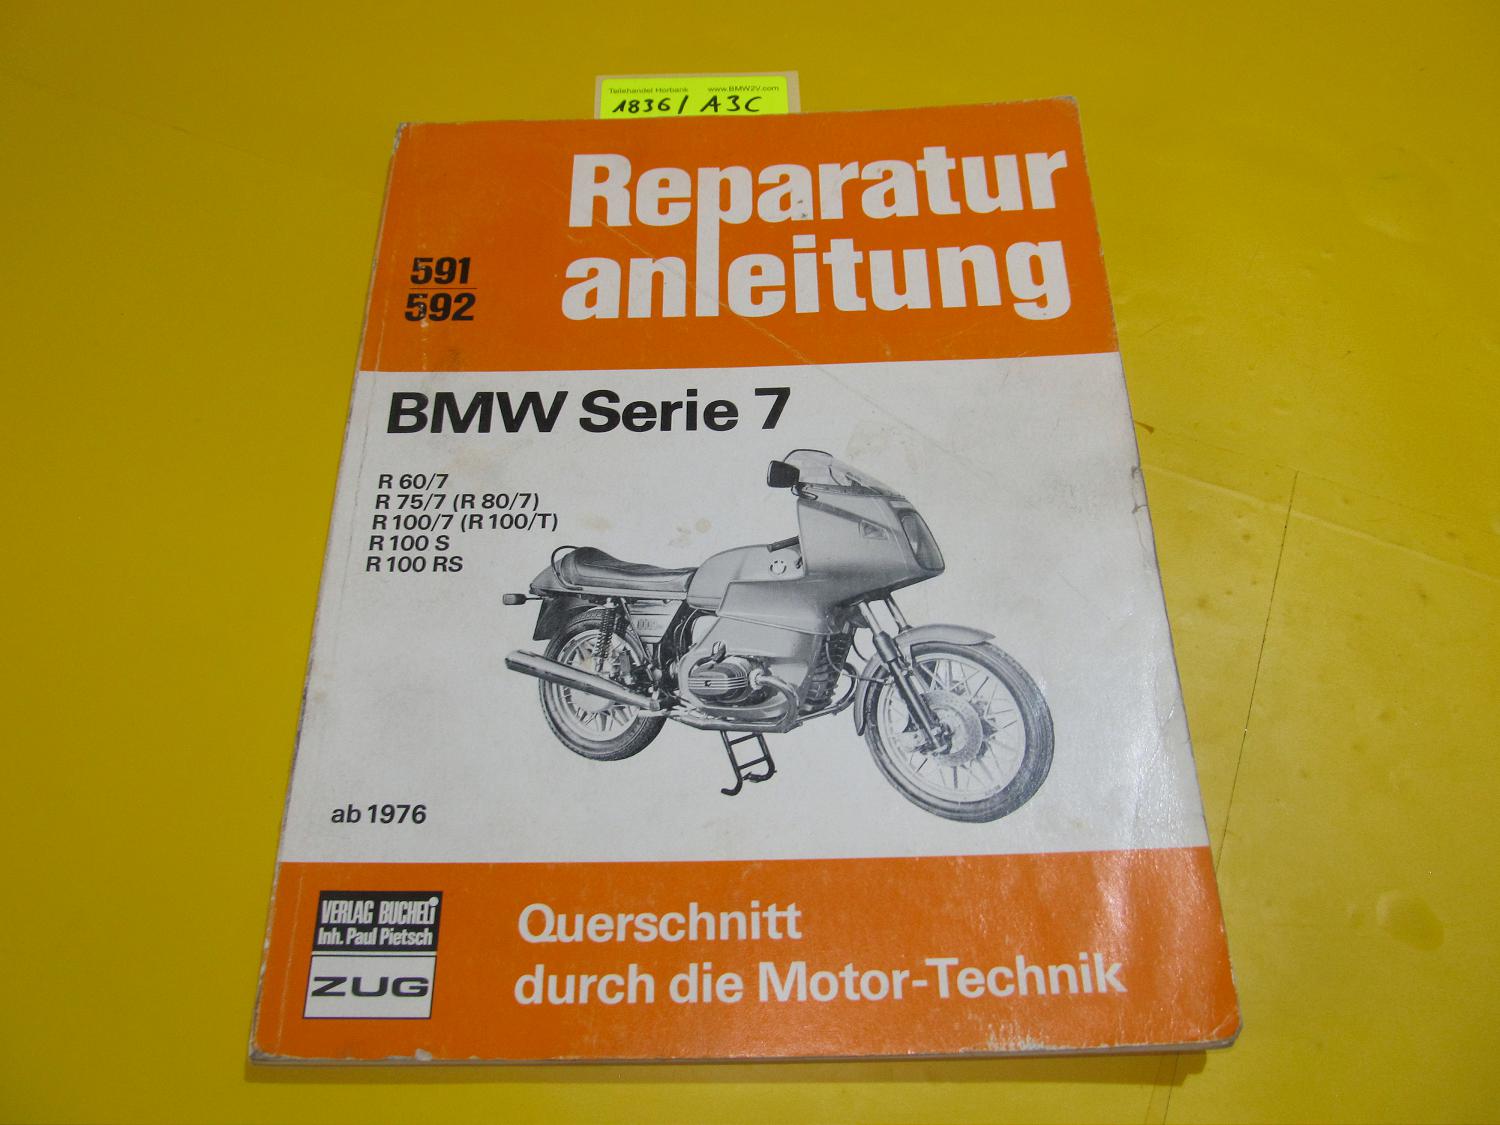 Teilehandel Horbank www.BMW2V.com
1836/ A3C
Reparatur
anleitung
591
592
BMW Serie 7
R 60/7
R 75/7 (R 80/7)
R 100/7 (R 100/T)
R 100 S
R 100 RS
ab 1976
VERLAG BUCHELI
Inh. Paul Pietsch
ZUG
Querschnitt
durch die Motor-Technik